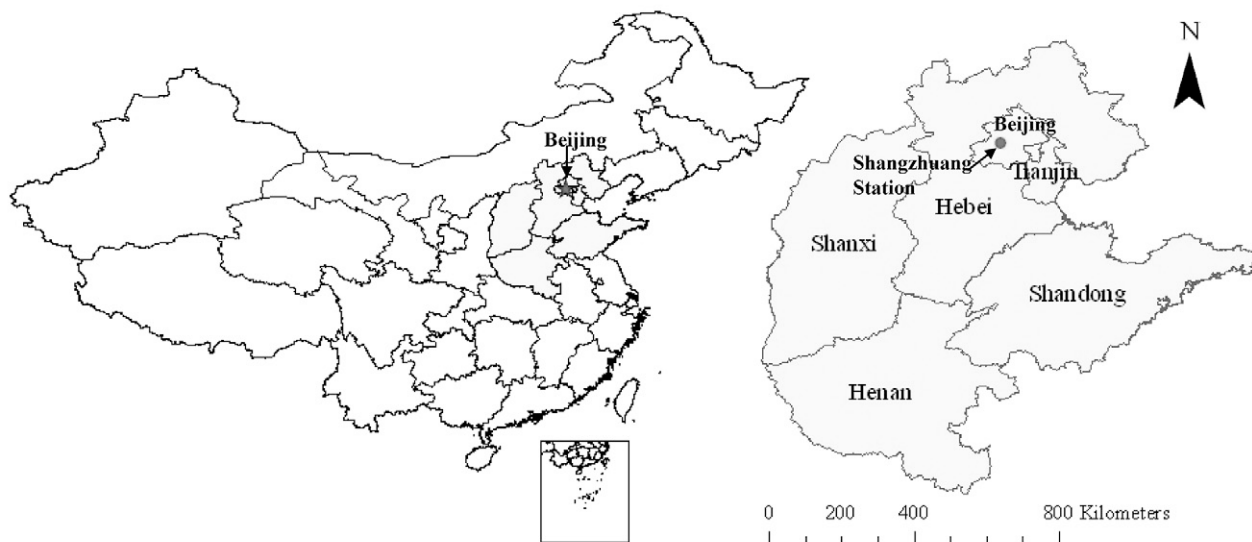 Beijing
N
Beijing
Shangzhuang
Station
Tianjin
Hebei
Shanxi
Shandong
Henan
0 200 400 800 Kilometers